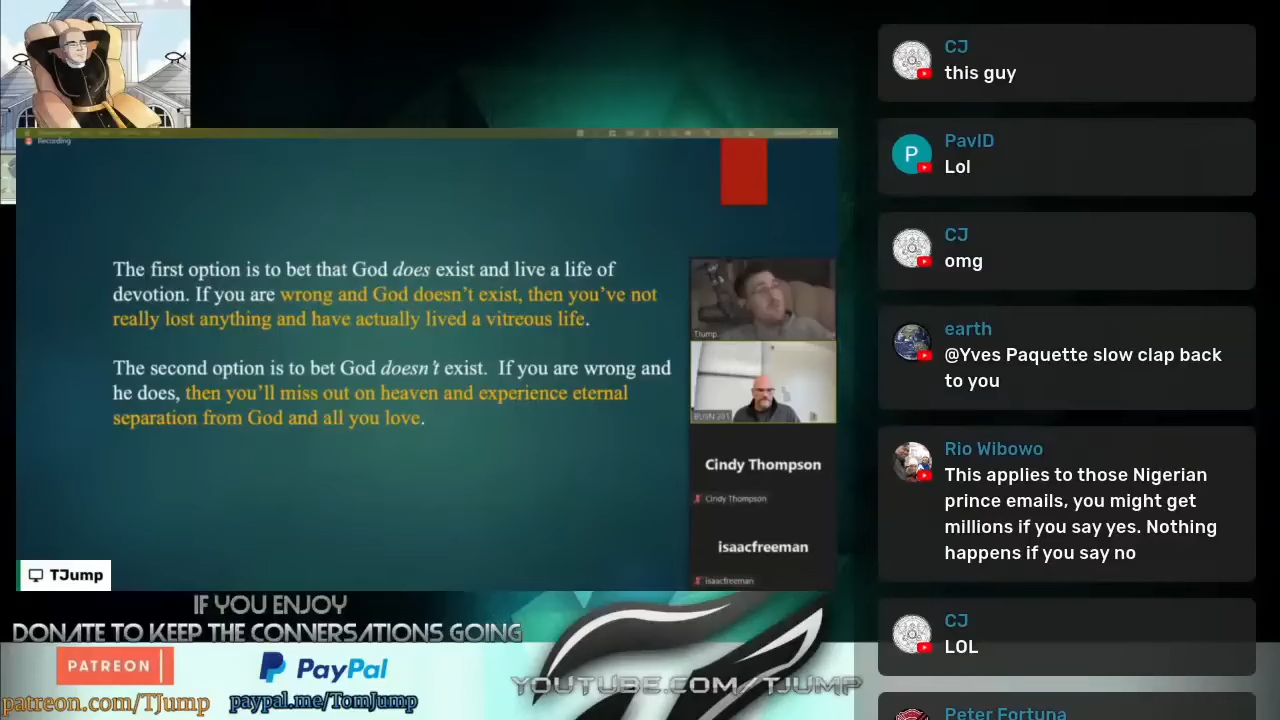 Recording
The first option is to bet that God does exist and live a life of
devotion. If you are wrong and God doesn't exist, then you've not
really lost anything and have actually lived a vitreous life.
The second option is to bet God doesn't exist. If you are wrong and
he does, then you'll miss out on heaven and experience eternal
separation from God and all you love.
TJump
Cindy Thompson
Cindy Thompson
isaacfreeman
isaacfreeman
TJump
IF YOU ENJOY
DONATE TO KEEP THE CONVERSATIONS GOING
PATREON
PayPal
patreon.com/TJump
paypal.me/TomJump
YOUTUBE.COM/TJUMP
CJ
this guy
P
PavID
Lol
CJ
omg
earth
@Yves Paquette slow clap back
to you
Rio Wibowo
This applies to those Nigerian
prince emails, you might get
millions if you say yes. Nothing
happens if you say no
CJ
LOL
Peter Fortuna